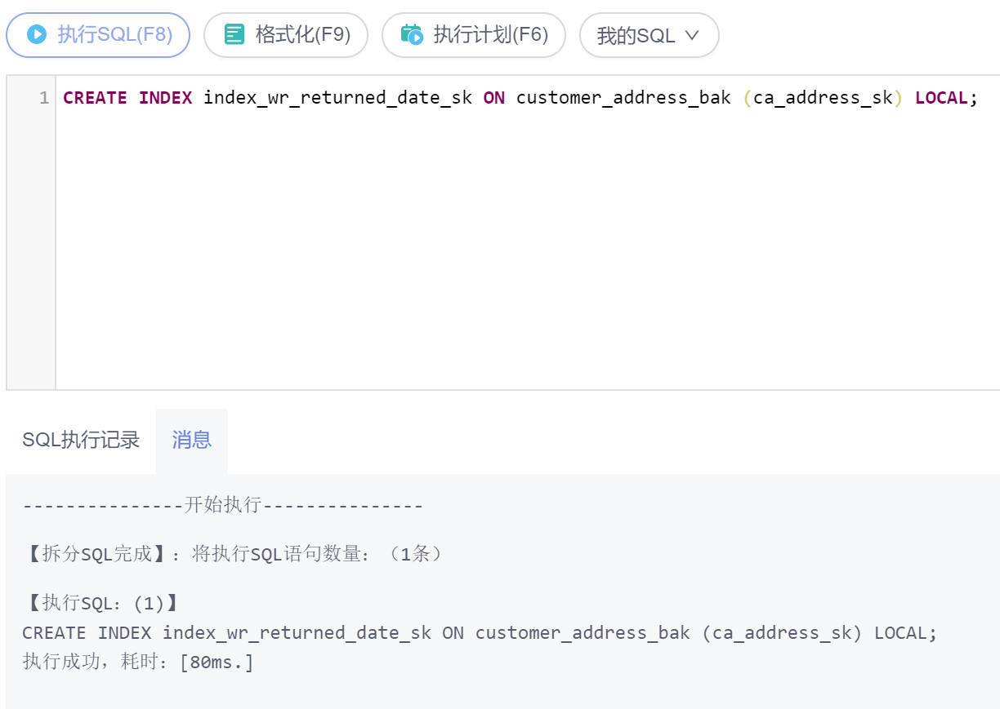 执行SQL(F8) 格式化(F9) 执行计划(F6) 我的SQL
1 CREATE INDEX index_wr_returned_date_sk ON customer_address_bak (ca_address_sk) LOCAL;
SQL执行记录 消息
---------------开始执行---------------
【拆分SQL完成】：将执行SQL语句数量：（1条）
【执行SQL：(1)】
CREATE INDEX index_wr_returned_date_sk ON customer_address_bak (ca_address_sk) LOCAL;
执行成功，耗时：[80ms.]